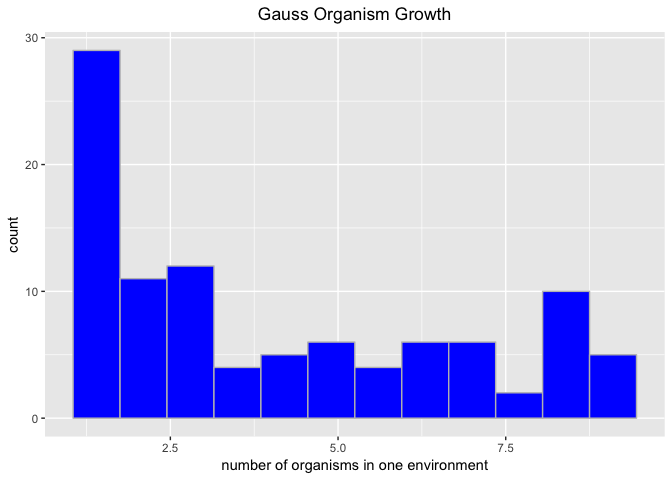 Gauss Organism Growth
30
20
10
0
count
2.5 5.0 7.5
number of organisms in one environment